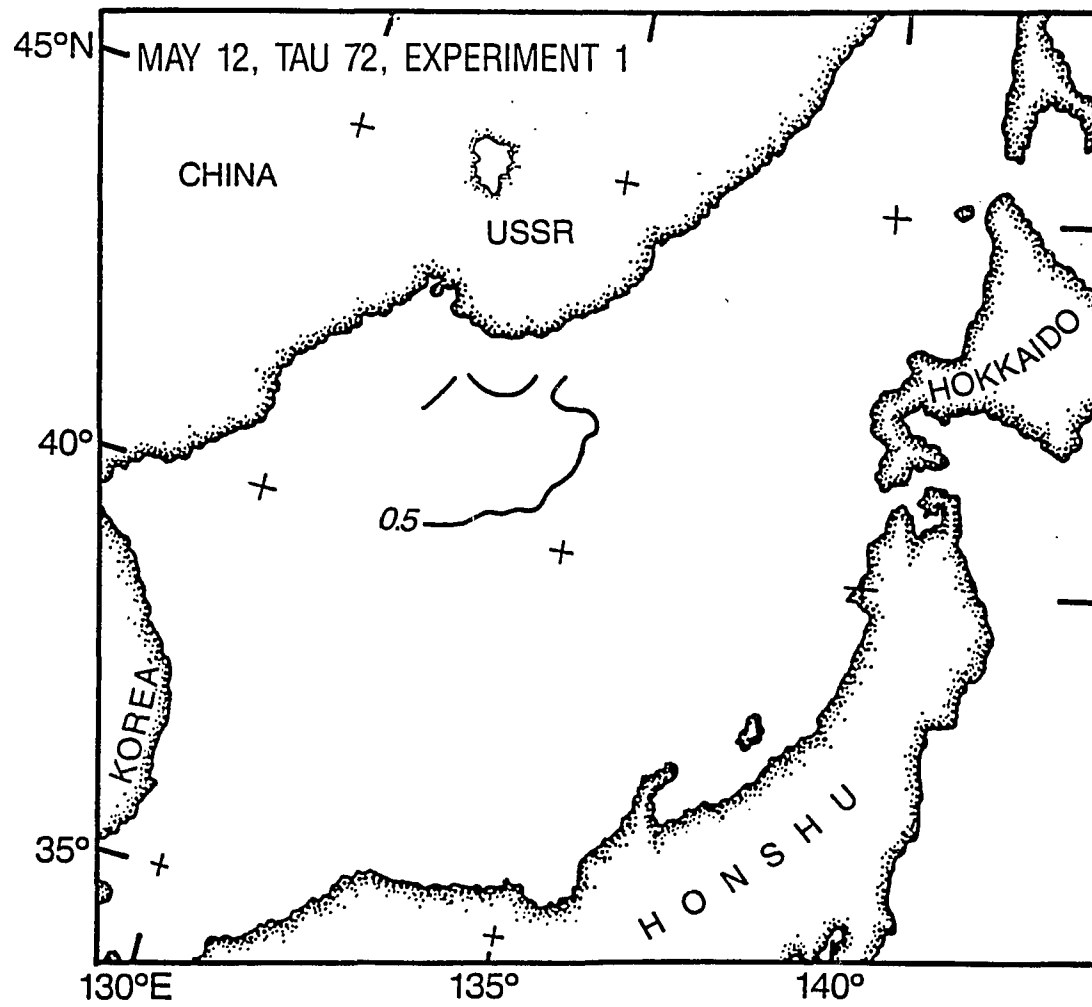 45°N
MAY 12, TAU 72, EXPERIMENT 1
CHINA
USSR
HOKKAIDO
40°
0.5
KOREA
HONSHU
35°
130°E
135°
140°